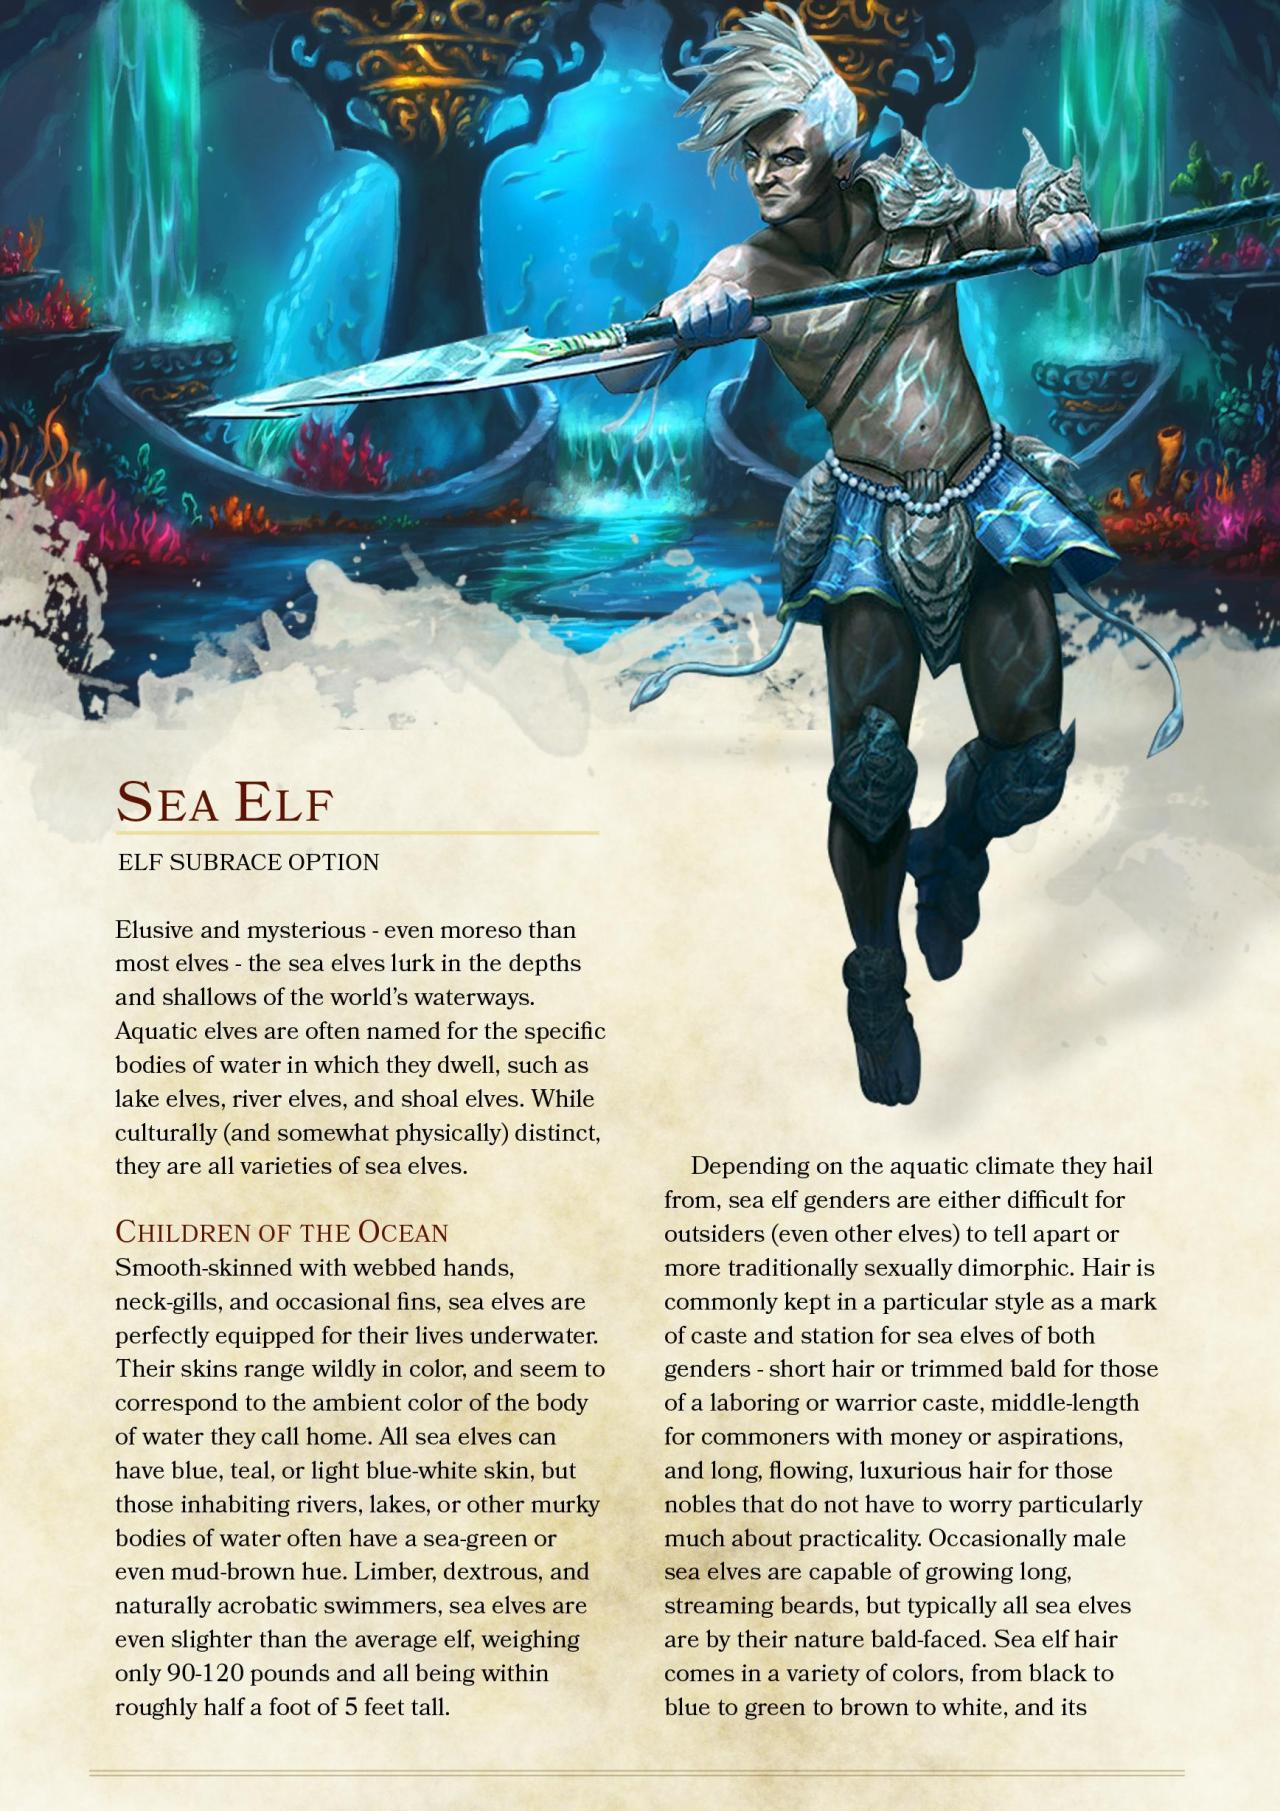 Sea Elf
ELF SUBRACE OPTION
Elusive and mysterious - even moreso than
most elves - the sea elves lurk in the depths
and shallows of the world's waterways.
Aquatic elves are often named for the specific
bodies of water in which they dwell, such as
lake elves, river elves, and shoal elves. While
culturally (and somewhat physically) distinct,
they are all varieties of sea elves.
Children of the Ocean
Smooth-skinned with webbed hands,
neck-gills, and occasional fins, sea elves are
perfectly equipped for their lives underwater.
Their skins range wildly in color, and seem to
correspond to the ambient color of the body
of water they call home. All sea elves can
have blue, teal, or light blue-white skin, but
those inhabiting rivers, lakes, or other murky
bodies of water often have a sea-green or
even mud-brown hue. Limber, dextrous, and
naturally acrobatic swimmers, sea elves are
even slighter than the average elf, weighing
only 90-120 pounds and all being within
roughly half a foot of 5 feet tall.
Depending on the aquatic climate they hail
from, sea elf genders are either difficult for
outsiders (even other elves) to tell apart or
more traditionally sexually dimorphic. Hair is
commonly kept in a particular style as a mark
of caste and station for sea elves of both
genders - short hair or trimmed bald for those
of a laboring or warrior caste, middle-length
for commoners with money or aspirations,
and long, flowing, luxurious hair for those
nobles that do not have to worry particularly
much about practicality. Occasionally male
sea elves are capable of growing long,
streaming beards, but typically all sea elves
are by their nature bald-faced. Sea elf hair
comes in a variety of colors, from black to
blue to green to brown to white, and its